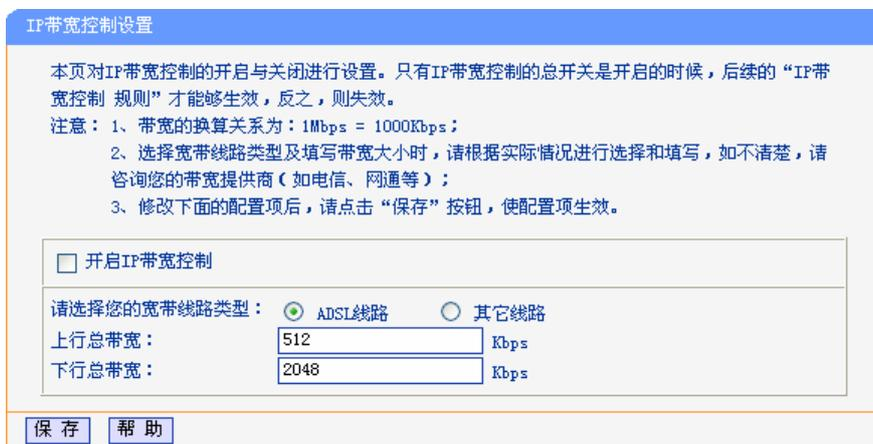 IP带宽控制设置
本页对IP带宽控制的开启与关闭进行设置。只有IP带宽控制的总开关是开启的时候，后续的“IP带
宽控制 规则”才能够生效，反之，则失效。
注意： 1、带宽的换算关系为：1Mbps = 1000Kbps；
2、选择宽带线路类型及填写带宽大小时，请根据实际情况进行选择和填写，如不清楚，请
咨询您的带宽提供商（如电信、网通等）；
3、修改下面的配置项后，请点击“保存”按钮，使配置项生效。
开启IP带宽控制
请选择您的宽带线路类型： ADSL线路 其它线路
上行总带宽： 512 Kbps
下行总带宽： 2048 Kbps
保 存 帮 助